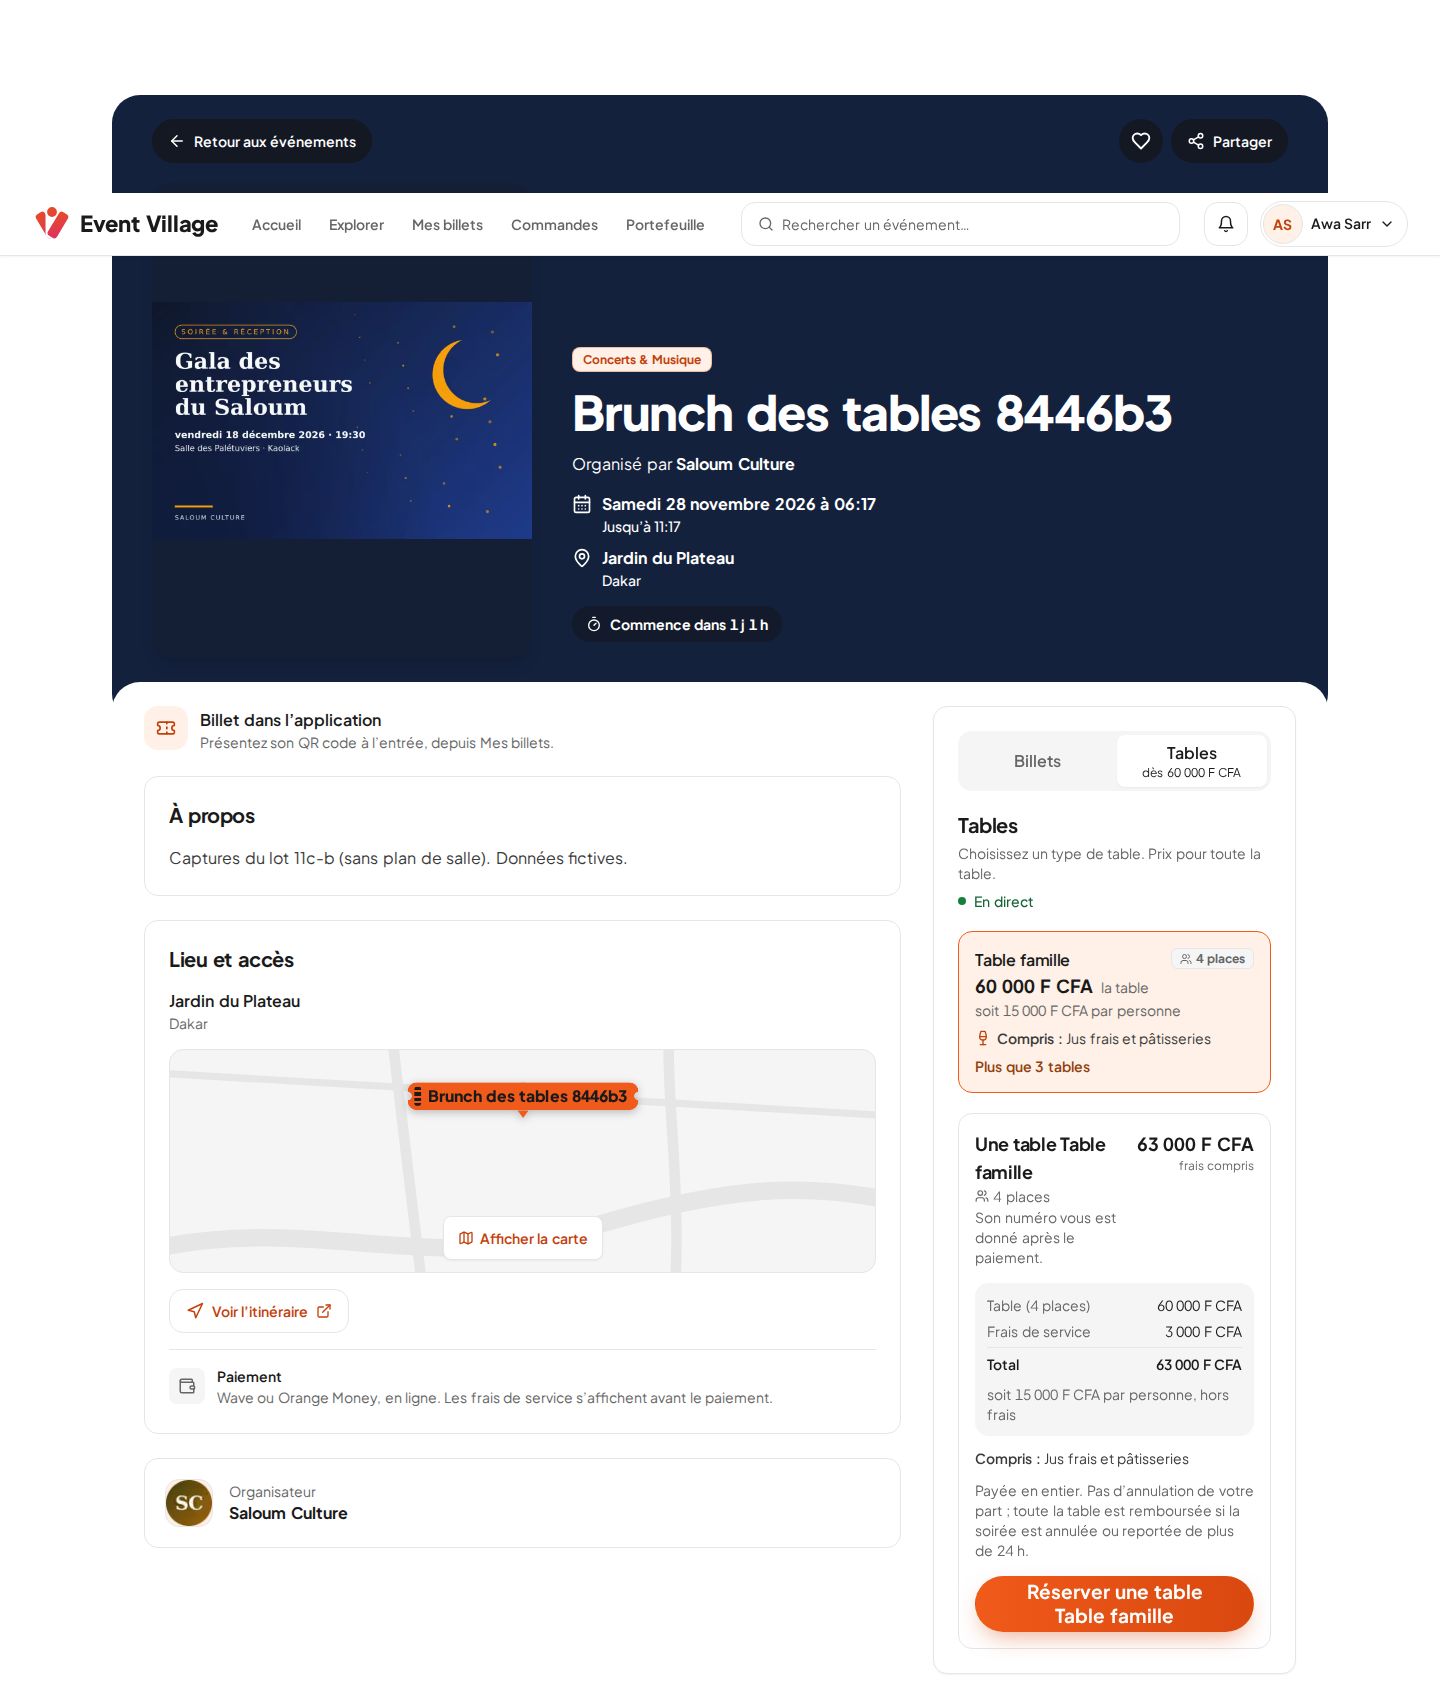 Retour aux événements
Partager
Event Village
Accueil
Explorer
Mes billets
Commandes
Portefeuille
Rechercher un événement…
AS
Awa Sarr
SOIRÉE & RÉCEPTION
Gala des
entrepreneurs
du Saloum
vendredi 18 décembre 2026 · 19:30
Salle des Palétuviers · Kaolack
SALOUM CULTURE
Concerts & Musique
Brunch des tables 8446b3
Organisé par Saloum Culture
Samedi 28 novembre 2026 à 06:17
Jusqu’à 11:17
Jardin du Plateau
Dakar
Commence dans 1 j 1 h
Billet dans l’application
Présentez son QR code à l’entrée, depuis Mes billets.
À propos
Captures du lot 11c-b (sans plan de salle). Données fictives.
Lieu et accès
Jardin du Plateau
Dakar
Brunch des tables 8446b3
Afficher la carte
Voir l’itinéraire
Paiement
Wave ou Orange Money, en ligne. Les frais de service s’affichent avant le paiement.
SC
Organisateur
Saloum Culture
Billets
Tables
dès 60 000 F CFA
Tables
Choisissez un type de table. Prix pour toute la
table.
En direct
Table famille
4 places
60 000 F CFA la table
soit 15 000 F CFA par personne
Compris : Jus frais et pâtisseries
Plus que 3 tables
Une table Table
famille
63 000 F CFA
frais compris
4 places
Son numéro vous est
donné après le
paiement.
Table (4 places) 60 000 F CFA
Frais de service 3 000 F CFA
Total 63 000 F CFA
soit 15 000 F CFA par personne, hors
frais
Compris : Jus frais et pâtisseries
Payée en entier. Pas d’annulation de votre
part ; toute la table est remboursée si la
soirée est annulée ou reportée de plus
de 24 h.
Réserver une table
Table famille